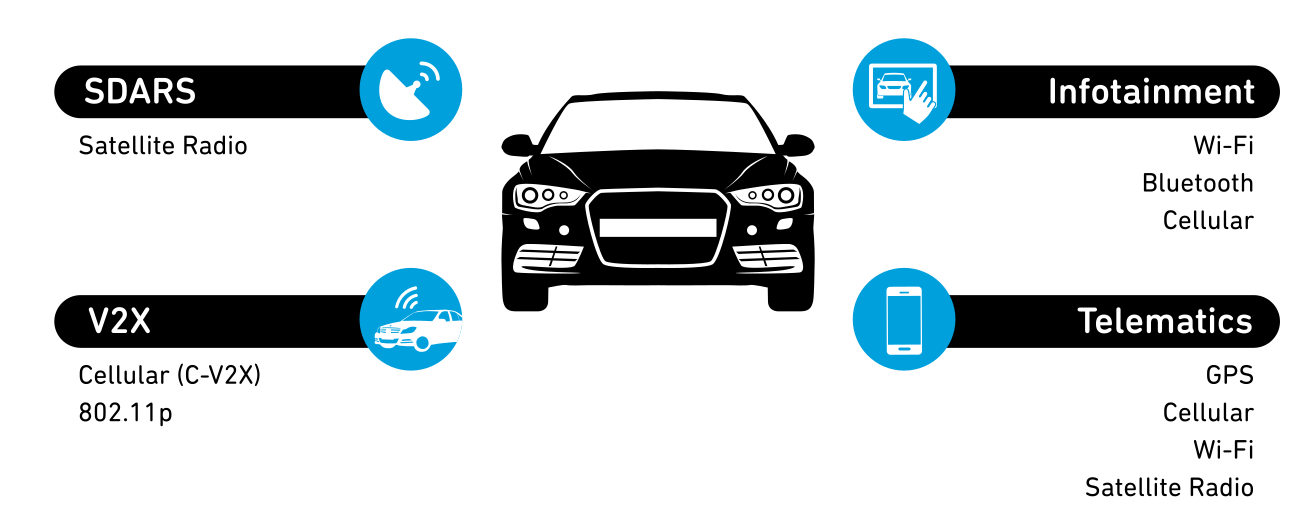 SDARS
Satellite Radio
V2X
Cellular (C-V2X)
802.11p
Infotainment
Wi-Fi
Bluetooth
Cellular
Telematics
GPS
Cellular
Wi-Fi
Satellite Radio